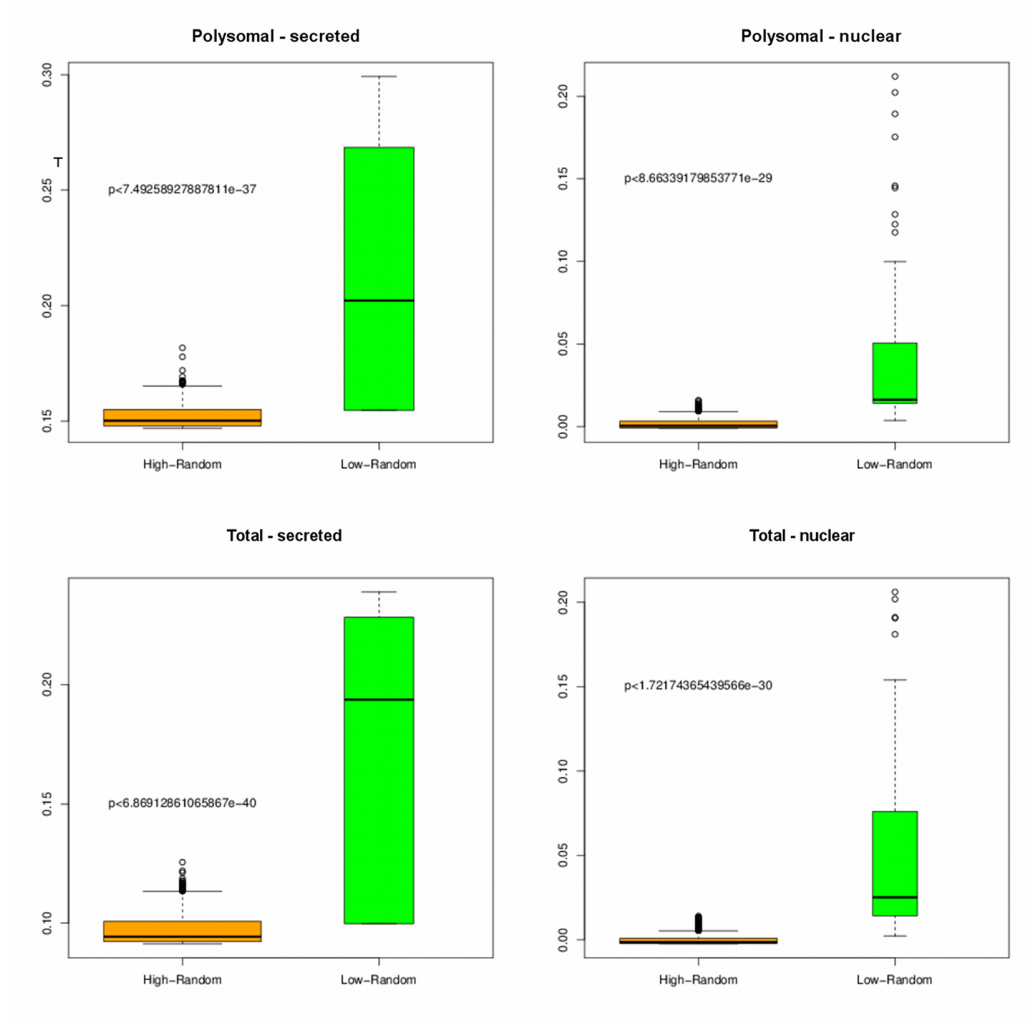 Polysomal - secreted
0.30
T
0.25
0.20
0.15
p<7.49258927887811e−37
High−Random
Low−Random
Polysomal - nuclear
0.20
0.15
0.10
0.05
0.00
p<8.66339179853771e−29
High−Random
Low−Random
Total - secreted
0.20
0.15
0.10
p<6.86912861065867e−40
High−Random
Low−Random
Total - nuclear
0.20
0.15
0.10
0.05
0.00
p<1.72174365439566e−30
High−Random
Low−Random